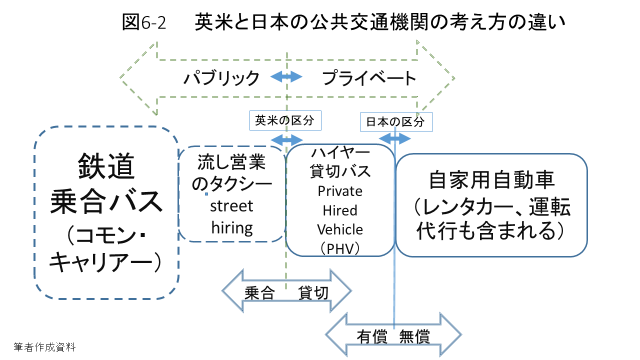 図6-2 英米と日本の公共交通機関の考え方の違い
パブリック プライベート
英米の区分
日本の区分
鉄道
乗合バス
（コモン・
キャリアー）
流し営業
のタクシー
street
hiring
ハイヤー
貸切バス
Private
Hired
Vehicle
（PHV）
自家用自動車
（レンタカー、運転
代行も含まれる）
乗合 貸切
有償 無償
筆者作成資料